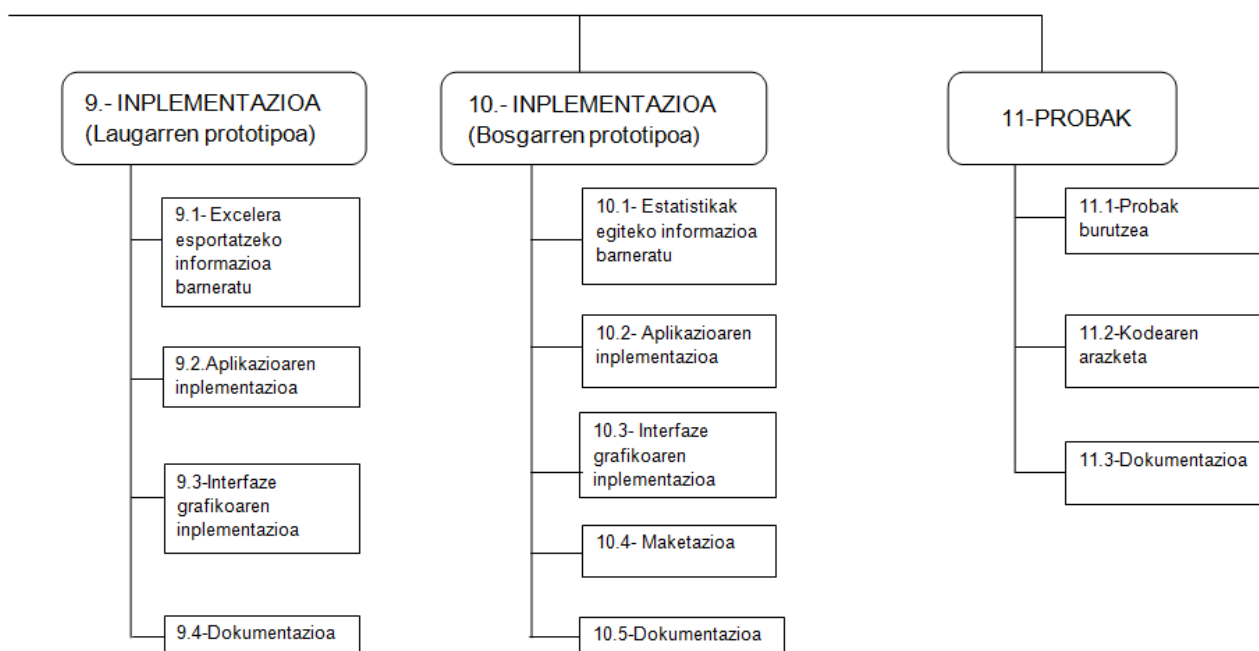 9.- INPLEMENTAZIOA
(Laugarren prototipoa)
9.1- Excelera
esportatzeko
informazioa
barneratu
9.2.Aplikazioaren
inplementazioa
9.3-Interfaze
grafikoaren
inplementazioa
9.4-Dokumentazioa
10.- INPLEMENTAZIOA
(Bosgarren prototipoa)
10.1- Estatistikak
egiteko informazioa
barneratu
10.2- Aplikazioaren
inplementazioa
10.3- Interfaze
grafikoaren
inplementazioa
10.4- Maketazioa
10.5-Dokumentazioa
11-PROBAK
11.1-Probak
burutzea
11.2-Kodearen
arazketa
11.3-Dokumentazioa